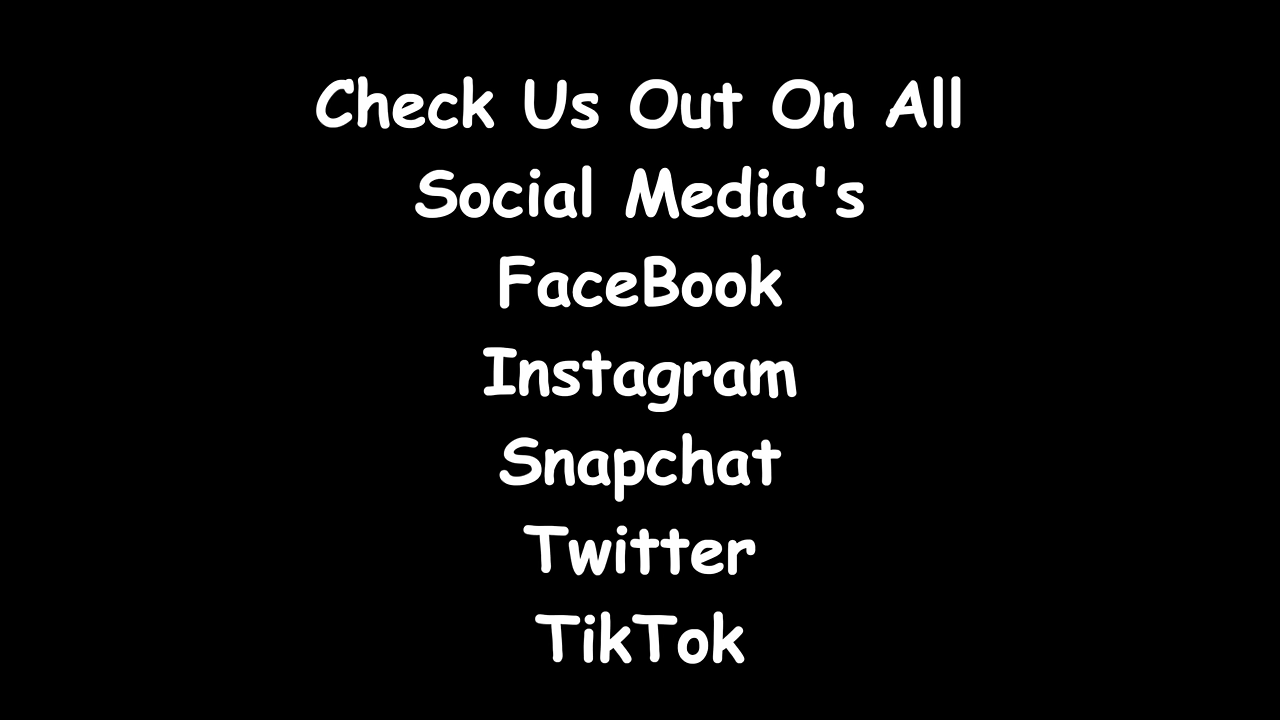 Check Us Out On All
Social Media's
FaceBook
Instagram
Snapchat
Twitter
TikTok